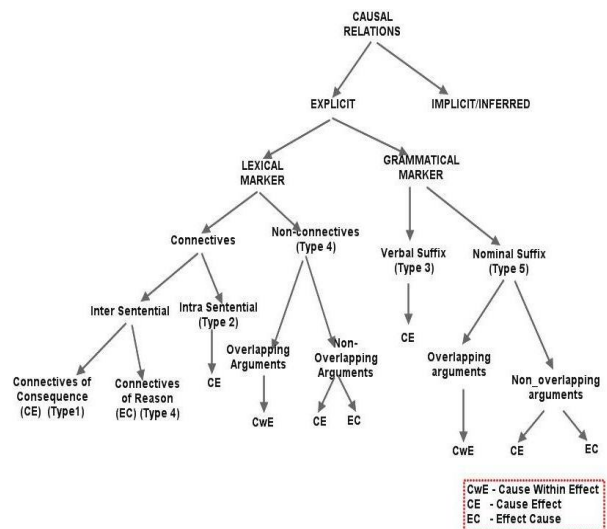 CAUSAL
RELATIONS
EXPLICIT
IMPLICIT/INFERRED
LEXICAL
MARKER
GRAMMATICAL
MARKER
Connectives
Non-connectives
(Type 4)
Verbal Suffix
(Type 3)
Nominal Suffix
(Type 5)
Inter Sentential
Intra Sentential
(Type 2)
CE
Overlapping
Arguments
Non-
Overlapping
Arguments
Overlapping
arguments
Non_overlapping
arguments
Connectives of
Consequence
(CE) (Type1)
Connectives
of Reason
(EC) (Type 4)
CE
CwE
CE
EC
CwE
CE
EC
CwE - Cause Within Effect
CE - Cause Effect
EC - Effect Cause